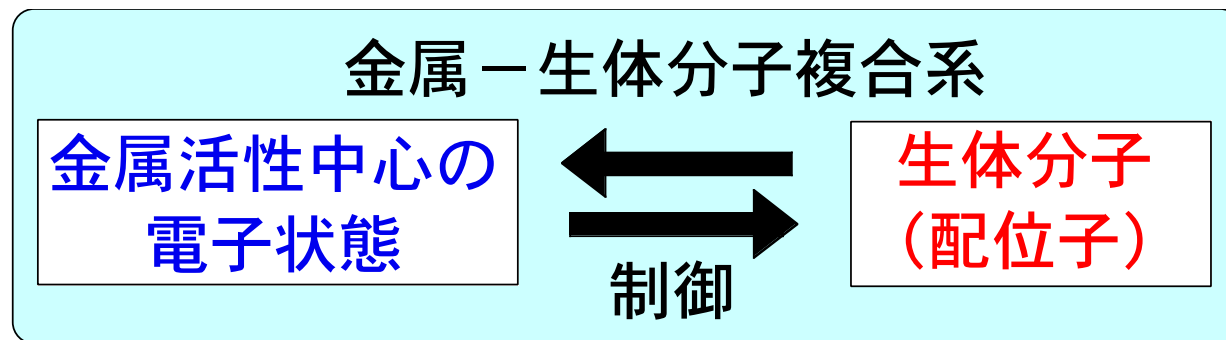 金属－生体分子複合系
金属活性中心の
電子状態
生体分子
（配位子）
制御